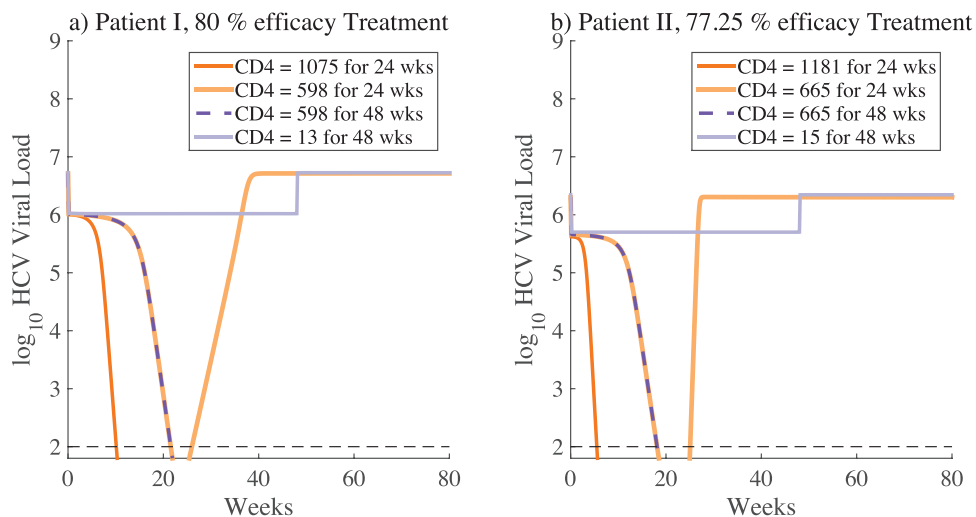 a) Patient I, 80 % efficacy Treatment
CD4 = 1075 for 24 wks
CD4 = 598 for 24 wks
CD4 = 598 for 48 wks
CD4 = 13 for 48 wks
log10 HCV Viral Load
9
8
7
6
5
4
3
2
0 20 40 60 80
Weeks
b) Patient II, 77.25 % efficacy Treatment
CD4 = 1181 for 24 wks
CD4 = 665 for 24 wks
CD4 = 665 for 48 wks
CD4 = 15 for 48 wks
log10 HCV Viral Load
9
8
7
6
5
4
3
2
0 20 40 60 80
Weeks